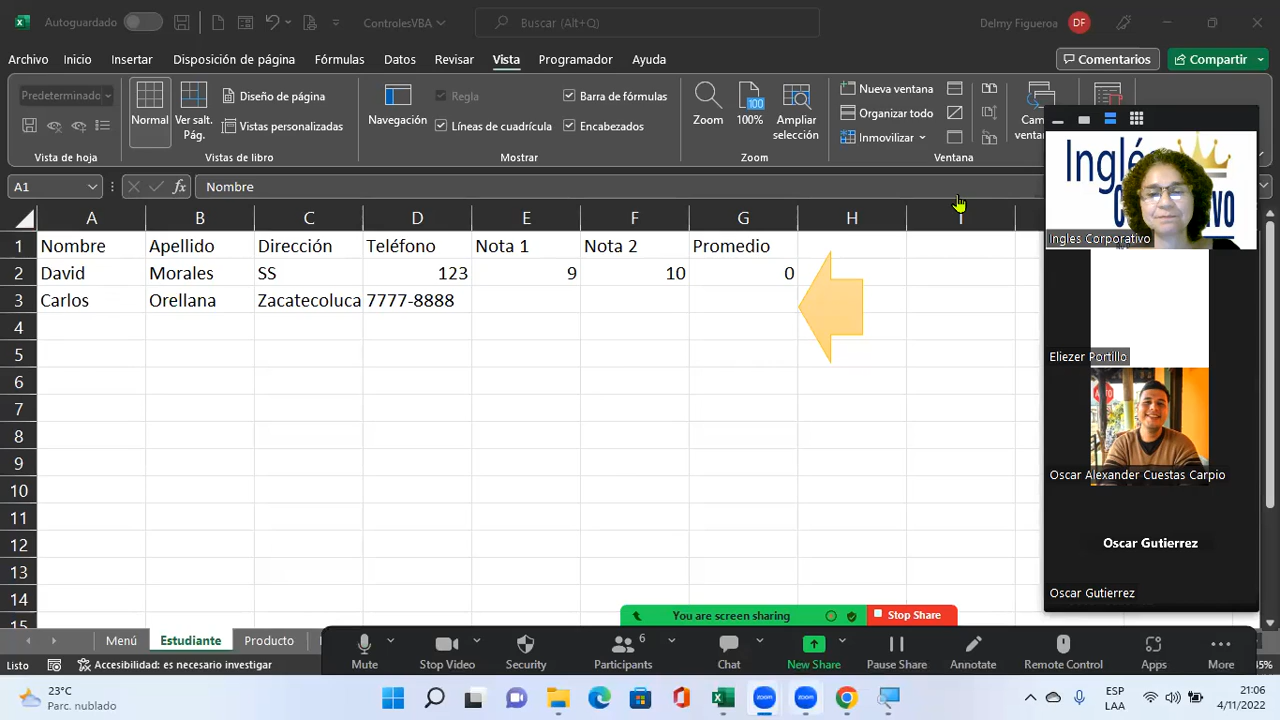 Autoguardado
ControlesVBA
Buscar (Alt+Q)
Delmy Figueroa
DF
Archivo
Inicio
Insertar
Disposición de página
Fórmulas
Datos
Revisar
Vista
Programador
Ayuda
Comentarios
Compartir
Predeterminado
Normal
Ver salt. Pág.
Diseño de página
Vistas personalizadas
Navegación
Regla
Barra de fórmulas
Líneas de cuadrícula
Encabezados
Zoom
100
100%
Ampliar selección
Nueva ventana
Organizar todo
Inmovilizar
Vista de hoja
Vistas de libro
Mostrar
Zoom
Ventana
A1
fx
Nombre
A B C D E F G H I
1 Nombre Apellido Dirección Teléfono Nota 1 Nota 2 Promedio
2 David Morales SS 123 9 10 0
3 Carlos Orellana Zacatecoluca 7777-8888
4
5
6
7
8
9
10
11
12
13
14
15
Ingles Corporativo
Eliezer Portillo
Oscar Alexander Cuestas Carpio
Oscar Gutierrez
Oscar Gutierrez
You are screen sharing
Stop Share
Menú
Estudiante
Producto
Listo
Accesibilidad: es necesario investigar
Mute
Stop Video
Security
6
Participants
Chat
New Share
Pause Share
Annotate
Remote Control
Apps
More
23°C
Parc. nublado
ESP
LAA
21:06
4/11/2022